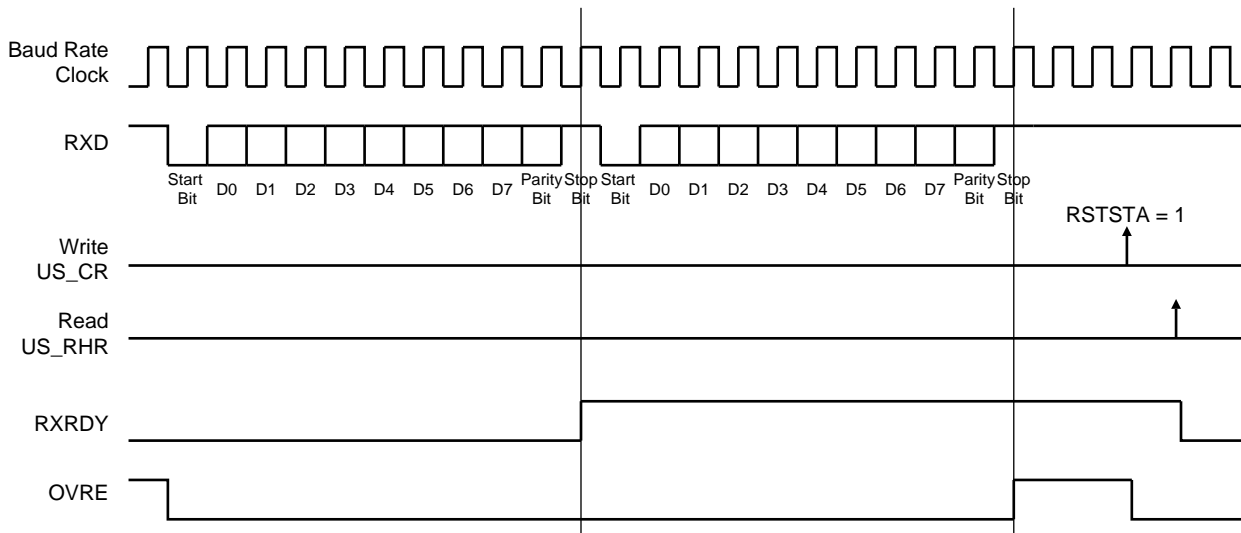 Baud Rate
Clock
RXD
Start
Bit
D0
D1
D2
D3
D4
D5
D6
D7
Parity
Bit
Stop
Bit
Start
Bit
D0
D1
D2
D3
D4
D5
D6
D7
Parity
Bit
Stop
Bit
RSTSTA = 1
Write
US_CR
Read
US_RHR
RXRDY
OVRE